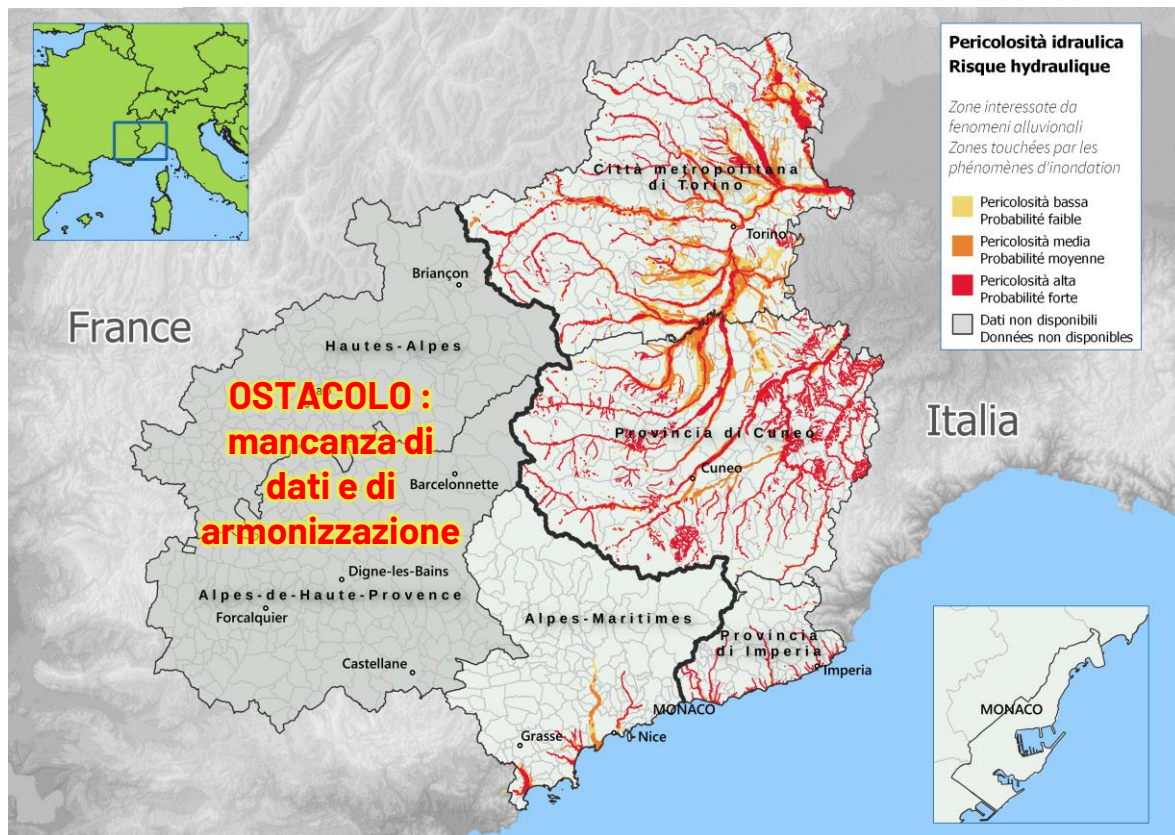 Pericolosità idraulica
Risque hydraulique
Zone interessate da
fenomeni alluvionali
Zones touchées par les
phénomènes d'inondation
Pericolosità bassa
Probabilité faible
Pericolosità media
Probabilité moyenne
Pericolosità alta
Probabilité forte
Dati non disponibili
Données non disponibles
Città metropolitana
di Torino
Torino
Briançon
France
Hautes-Alpes
OSTACOLO :
mancanza di
dati e di
armonizzazione
Italia
Provincia di Cuneo
Cuneo
Barcelonnette
Digne-les-Bains
Alpes-de-Haute-Provence
Forcalquier
Alpes-Maritimes
Provincia
di Imperia
Castellane
Imperia
MONACO
Grasse
Nice
MONACO